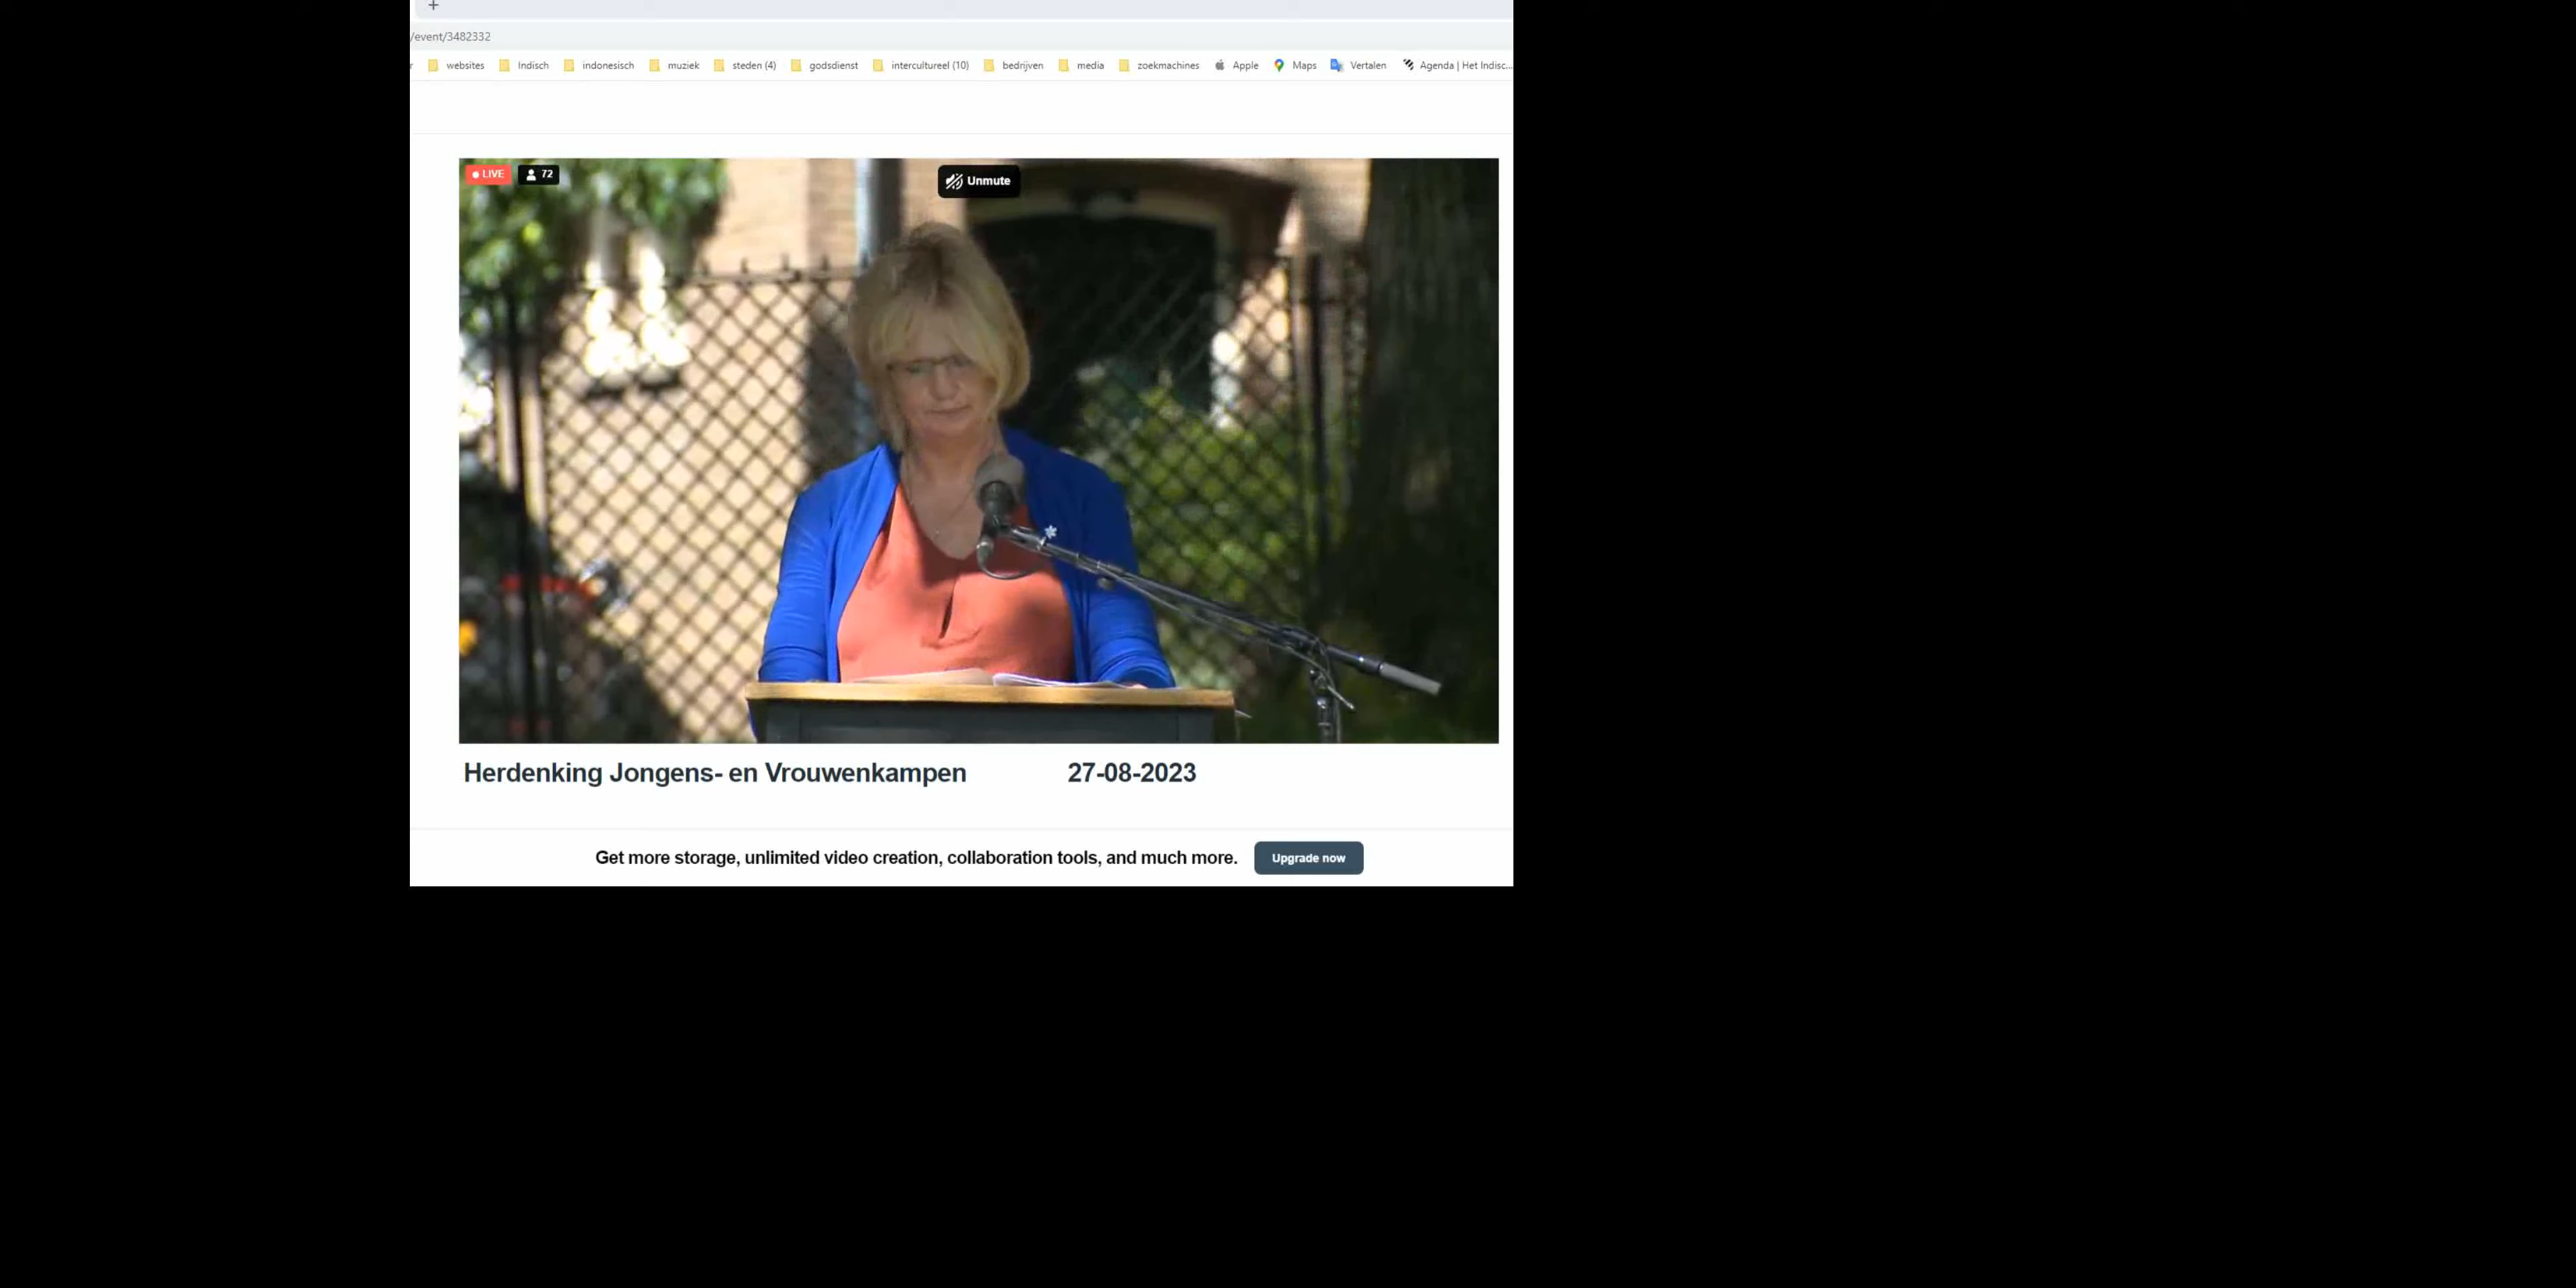 +
/event/3482332
r websites Indisch indonesisch muziek steden (4) godsdienst intercultureel (10) bedrijven media zoekmachines Apple Maps Vertalen Agenda | Het Indisc...
LIVE 72 Unmute
Herdenking Jongens- en Vrouwenkampen 27-08-2023
Get more storage, unlimited video creation, collaboration tools, and much more. Upgrade now